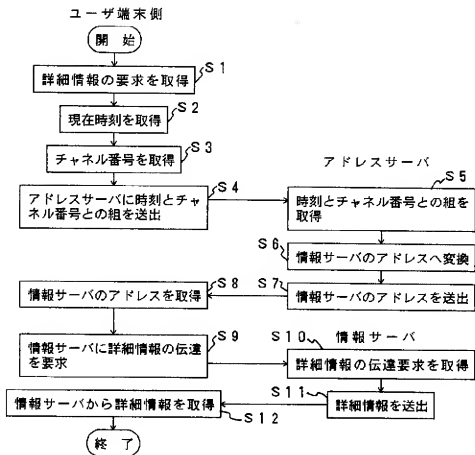 ユーザ端末側
開始
詳細情報の要求を取得
S1
現在時刻を取得
S2
チャネル番号を取得
S3
アドレスサーバに時刻とチャ
ネル番号との組を送出
S4
アドレスサーバ
時刻とチャネル番号との組を
取得
S5
情報サーバのアドレスへ変換
S6
情報サーバのアドレスを送出
S7
情報サーバのアドレスを取得
S8
情報サーバに詳細情報の伝達
を要求
S9
情報サーバ
詳細情報の伝達要求を取得
S10
詳細情報を送出
S11
情報サーバから詳細情報を取得
S12
終了